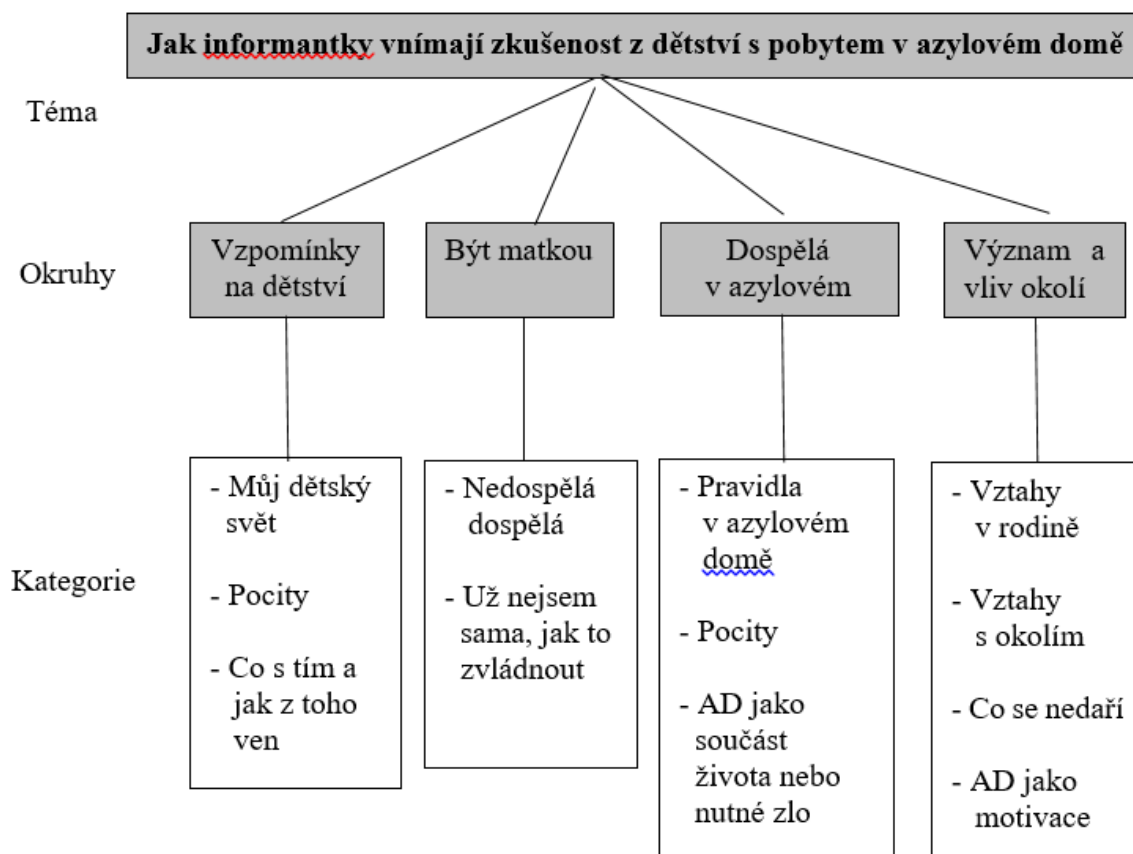 Jak informantky vnímají zkušenost z dětství s pobytem v azylovém domě
Téma
Okruhy
Vzpomínky
na dětství
Být matkou
Dospělá
v azylovém
Význam a
vliv okolí
Kategorie
- Můj dětský
svět
- Pocity
- Co s tím a
jak z toho
ven
- Nedospělá
dospělá
- Už nejsem
sama, jak to
zvládnout
- Pravidla
v azylovém
domě
- Pocity
- AD jako
součást
života nebo
nutné zlo
- Vztahy
v rodině
- Vztahy
s okolím
- Co se nedaří
- AD jako
motivace